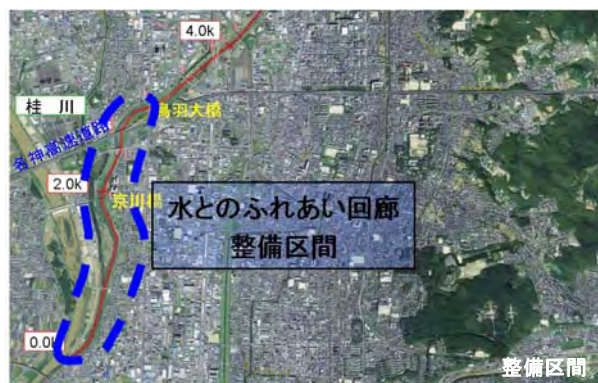 4.0k
桂川
鳥羽大橋
名神高速道路
2.0k
京川橋
水とのふれあい回廊
整備区間
0.0k
整備区間